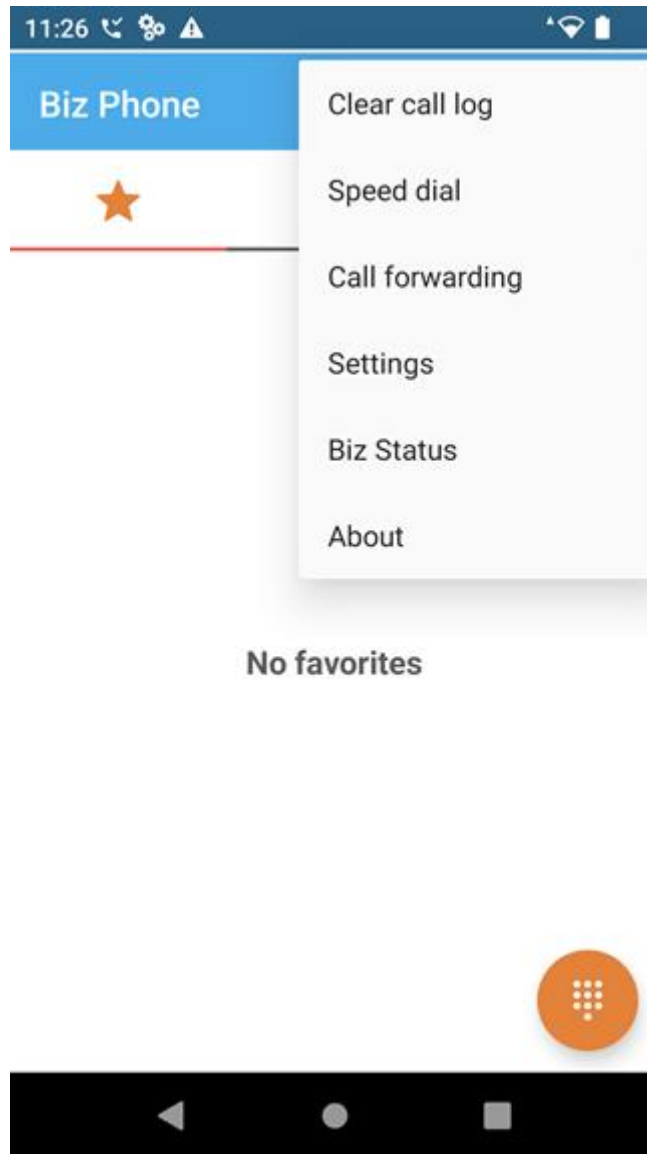 11:26
Biz Phone
Clear call log
Speed dial
Call forwarding
Settings
Biz Status
About
No favorites